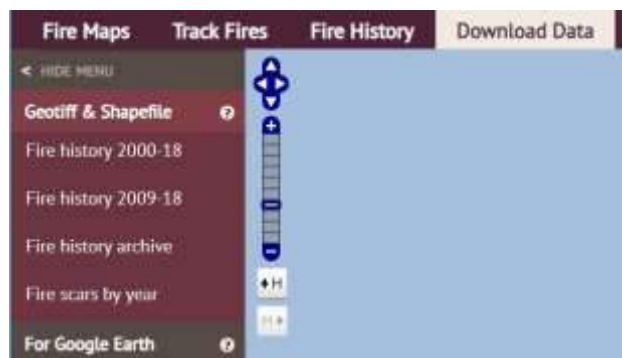 Fire Maps Track Fires Fire History Download Data
< HIDE MENU
Geotiff & Shapefile ?
Fire history 2000-18
Fire history 2009-18
Fire history archive
Fire scars by year
For Google Earth ?
+
−
H
H